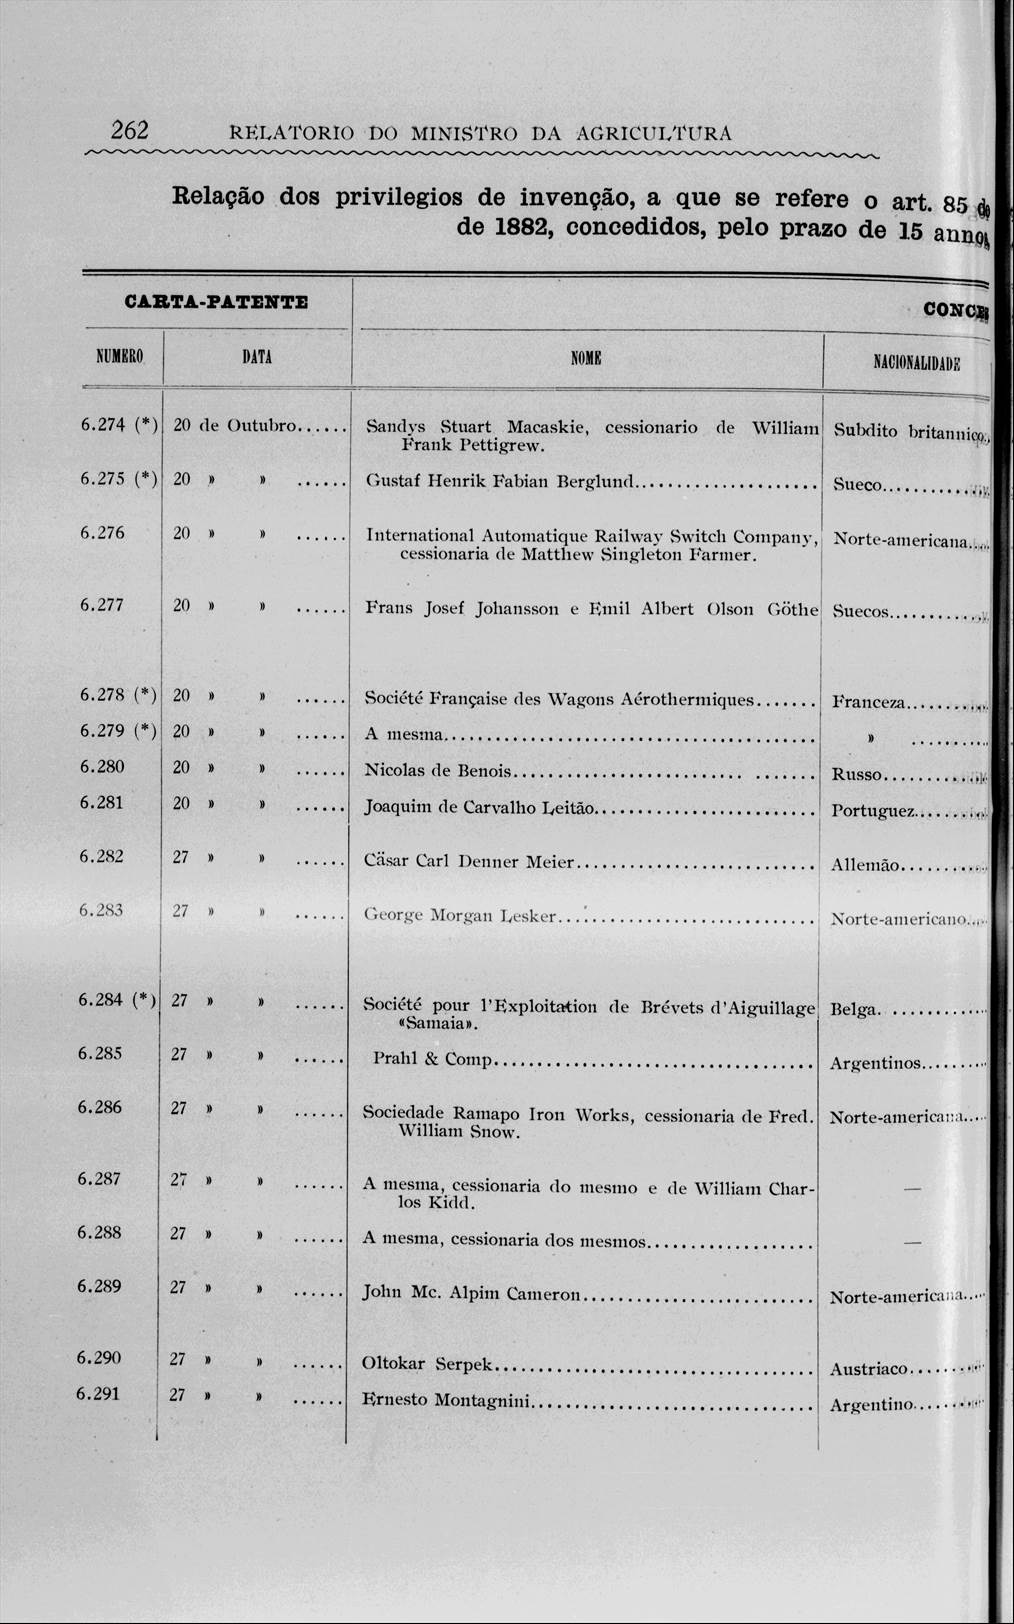 262 RELATORIO DO MINISTRO DA AGRICULTURA
Relação dos privilegios de invenção, a que se refere o art. 85
de 1882, concedidos, pelo prazo de 15
CARTA-PATENTE
NUMERO DATA NOME NACIONALIDADE
6.274 (*) 20 de Outubro...... Sandys Stuart Macaskie, cessionario de William Subdito britannico
Frank Pettigrew.
6.275 (*) 20 » » ...... Gustaf Henrik Fabian Berglund..................... Sueco............
6.276 20 » » ...... International Automatique Railway Switch Company, Norte-americana....
cessionaria de Matthew Singleton Farmer.
6.277 20 » » ...... Frans Josef Johansson e Emil Albert Olson Göthe Suecos...........
6.278 (*) 20 » » ...... Société Française des Wagons Aérothermiques....... Franceza.........
6.279 (*) 20 » » ...... A mesma.......................................... » ..........
6.280 20 » » ...... Nicolas de Benois.......................... ....... Russo............
6.281 20 » » ...... Joaquim de Carvalho Leitão......................... Portuguez........
6.282 27 » » ...... Cäsar Carl Denner Meier........................... Allemão..........
6.283 27 » » ...... George Morgan Lesker.............................. Norte-americano...
6.284 (*) 27 » » ...... Société pour l'Exploitation de Brévets d'Aiguillage Belga. ...........
«Samaia».
6.285 27 » » ...... Prahl & Comp..................................... Argentinos........
6.286 27 » » ...... Sociedade Ramapo Iron Works, cessionaria de Fred. Norte-americana....
William Snow.
6.287 27 » » ...... A mesma, cessionaria do mesmo e de William Char- —
los Kidd.
6.288 27 » » ...... A mesma, cessionaria dos mesmos................... —
6.289 27 » » ...... John Mc. Alpim Cameron.......................... Norte-americana....
6.290 27 » » ...... Oltokar Serpek.................................... Austriaco.........
6.291 27 » » ...... Ernesto Montagnini................................ Argentino.........